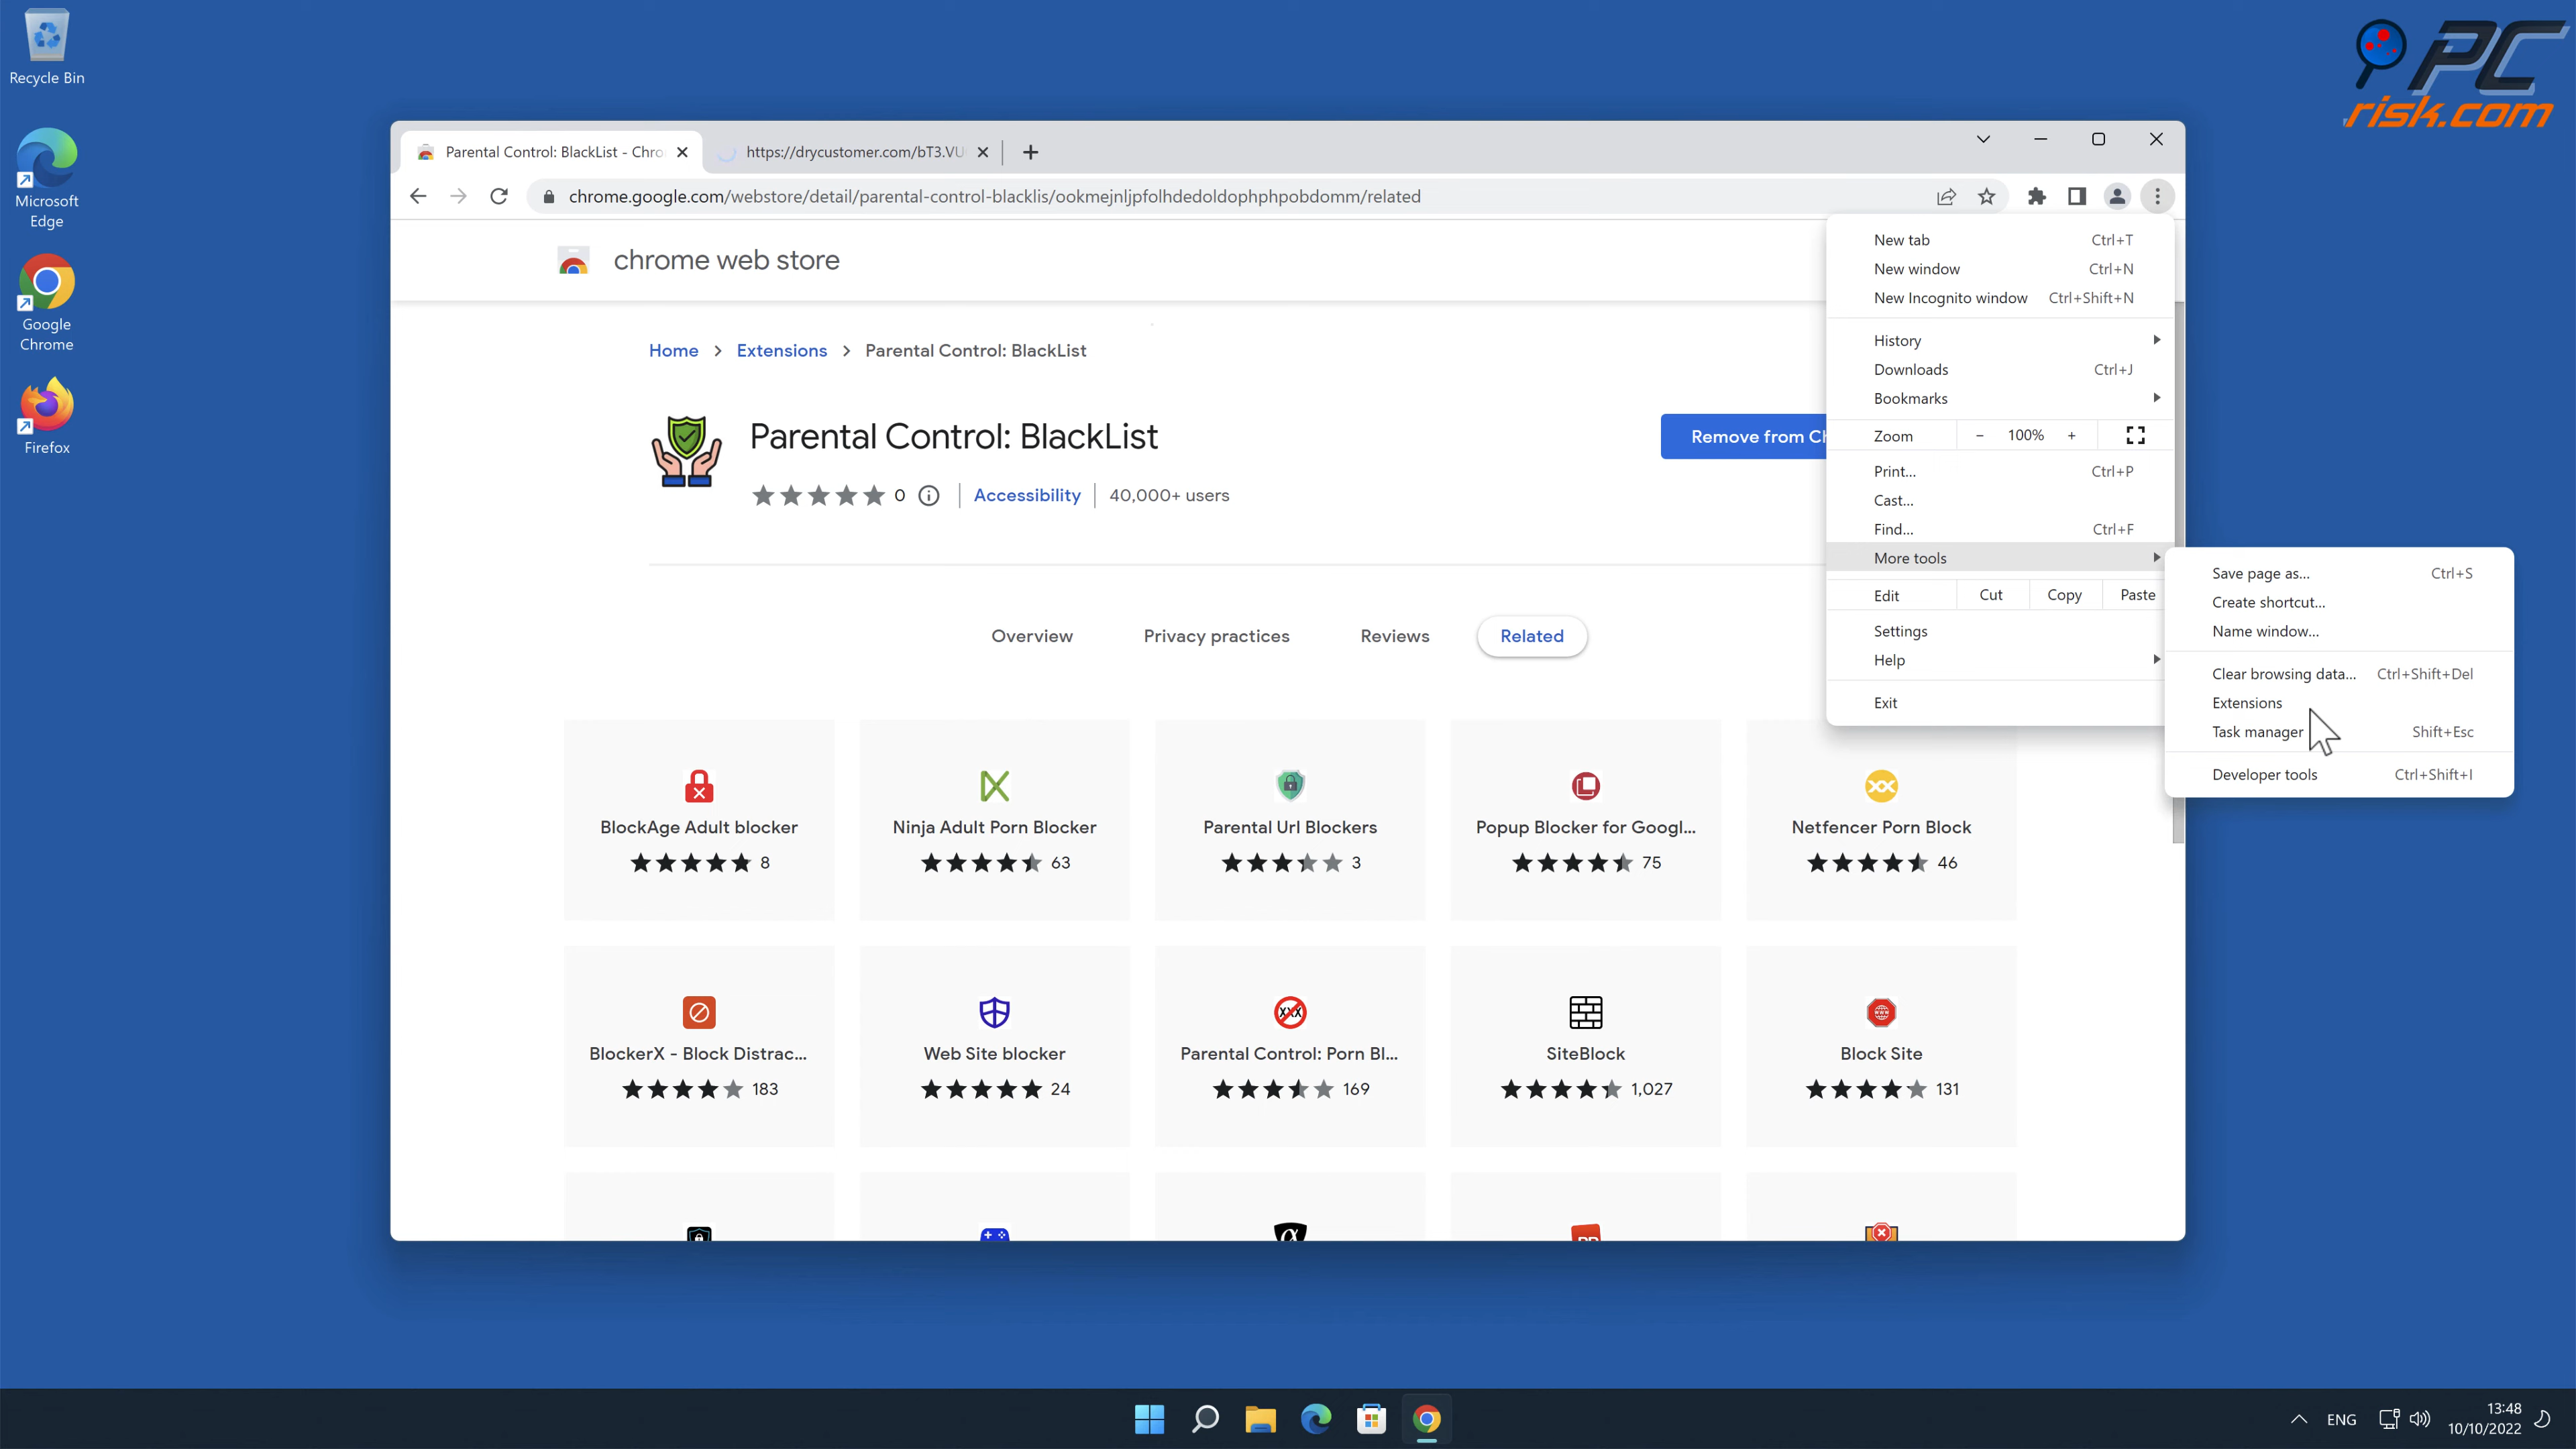 Recycle Bin
Microsoft
Edge
Google
Chrome
Firefox
PC
risk.com
Parental Control: BlackList - Chro
https://drycustomer.com/bT3.VU
chrome.google.com/webstore/detail/parental-control-blacklis/ookmejnljpfolhdedoldophphpobdomm/related
chrome web store
Home > Extensions > Parental Control: BlackList
Parental Control: BlackList
Remove from Ch
0 Accessibility 40,000+ users
Overview Privacy practices Reviews Related
BlockAge Adult blocker
8
Ninja Adult Porn Blocker
63
Parental Url Blockers
3
Popup Blocker for Googl...
75
Netfencer Porn Block
46
BlockerX - Block Distrac...
183
Web Site blocker
24
XXX
Parental Control: Porn Bl...
169
SiteBlock
1,027
Block Site
131
New tab Ctrl+T
New window Ctrl+N
New Incognito window Ctrl+Shift+N
History
Downloads Ctrl+J
Bookmarks
Zoom - 100% +
Print... Ctrl+P
Cast...
Find... Ctrl+F
More tools
Edit Cut Copy Paste
Settings
Help
Exit
Save page as... Ctrl+S
Create shortcut...
Name window...
Clear browsing data... Ctrl+Shift+Del
Extensions
Task manager Shift+Esc
Developer tools Ctrl+Shift+I
ENG
13:48
10/10/2022